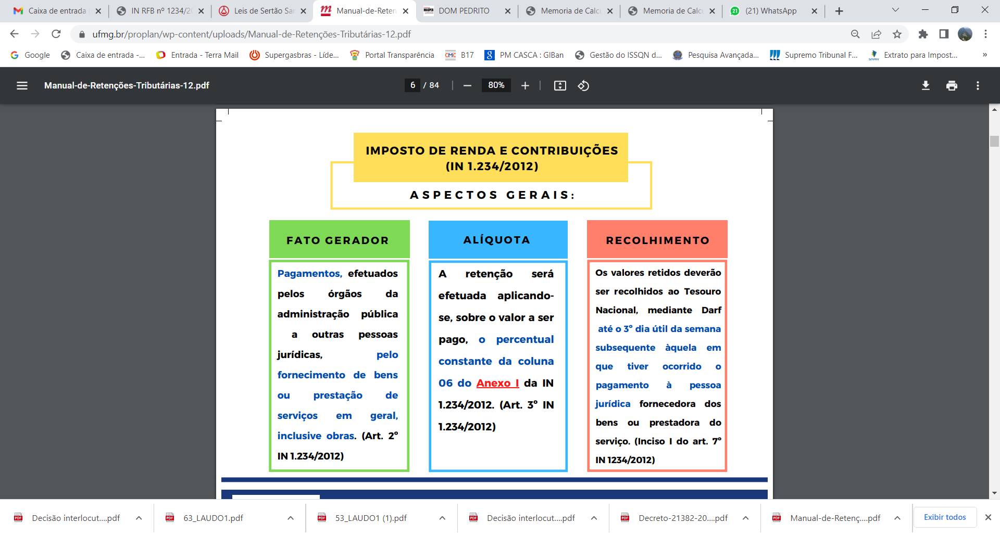 Caixa de entrada
IN RFB nº 1234/20
Leis de Sertão Sa
Manual-de-Reten
DOM PEDRITO
Memoria de Calc
Memoria de Calc
(21) WhatsApp
ufmg.br/proplan/wp-content/uploads/Manual-de-Retenções-Tributárias-12.pdf
Google
Caixa de entrada -...
Entrada - Terra Mail
Supergasbras - Líde...
Portal Transparência
B17
PM CASCA : GIBan
Gestão do ISSQN d...
Pesquisa Avançada...
Supremo Tribunal F...
Extrato para Impost...
»
Manual-de-Retenções-Tributárias-12.pdf
6 / 84
80%
IMPOSTO DE RENDA E CONTRIBUIÇÕES
(IN 1.234/2012)
ASPECTOS GERAIS:
FATO GERADOR
Pagamentos, efetuados
pelos órgãos da
administração pública
a outras pessoas
jurídicas, pelo
fornecimento de bens
ou prestação de
serviços em geral,
inclusive obras. (Art. 2º
IN 1.234/2012)
ALÍQUOTA
A retenção será
efetuada aplicando-
se, sobre o valor a ser
pago, o percentual
constante da coluna
06 do Anexo I da IN
1.234/2012. (Art. 3º IN
1.234/2012)
RECOLHIMENTO
Os valores retidos deverão
ser recolhidos ao Tesouro
Nacional, mediante Darf
até o 3º dia útil da semana
subsequente àquela em
que tiver ocorrido o
pagamento à pessoa
jurídica fornecedora dos
bens ou prestadora do
serviço. (Inciso I do art. 7º
IN 1234/2012)
Decisão interlocut....pdf
63_LAUDO1.pdf
53_LAUDO1 (1).pdf
Decisão interlocut....pdf
Decreto-21382-20....pdf
Manual-de-Retenç....pdf
Exibir todos